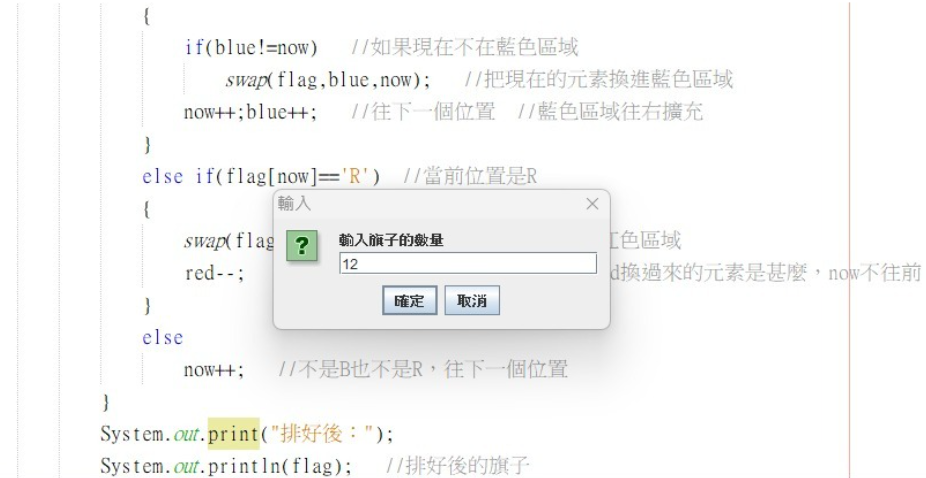 {
if(blue!=now) //如果現在不在藍色區域
swap(flag,blue,now); //把現在的元素換進藍色區域
now++;blue++; //往下一個位置 //藍色區域往右擴充
}
else if(flag[now]=='R') //當前位置是R
{
輸入
swap(flag
色區域
輸入旗子的數量
12
red--;
換過來的元素是甚麼，now不往前
確定 取消
}
else
now++; //不是B也不是R，往下一個位置
}
System.out.print("排好後：");
System.out.println(flag); //排好後的旗子